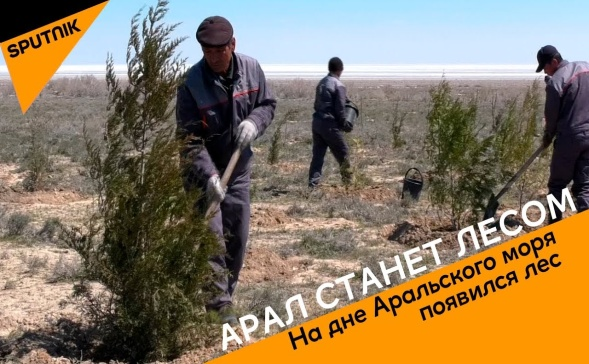 SPUTNIK
АРАЛ СТАНЕТ ЛЕСОМ
На дне Аральского моря
появился лес